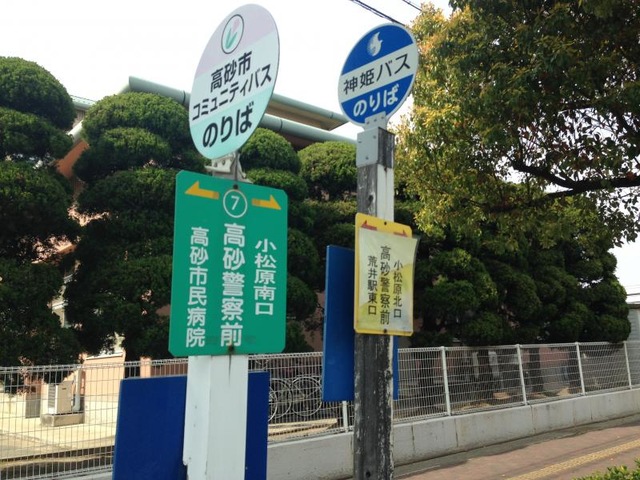 高砂市
コミュニティバス
のりば
⑦
小松原南口
高砂警察前
高砂市民病院
神姫バス
のりば
小松原北口
高砂警察前
荒井駅東口